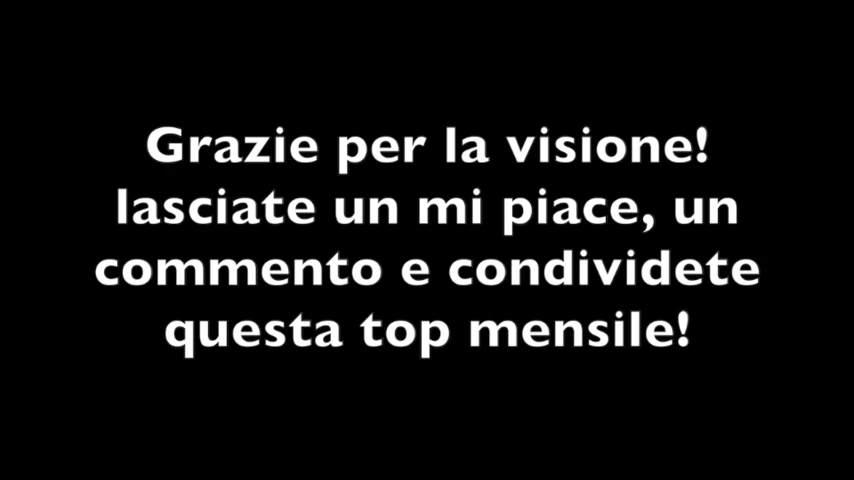 Grazie per la visione!
lasciate un mi piace, un
commento e condividete
questa top mensile!